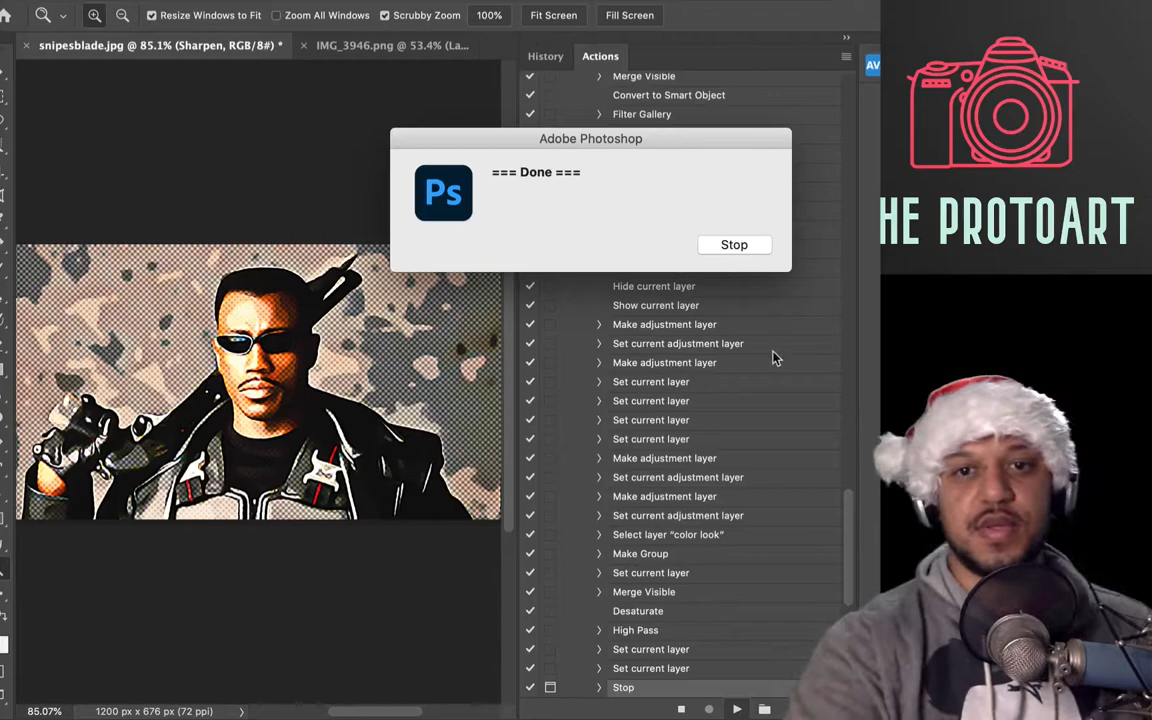 Resize Windows to Fit Zoom All Windows Scrubby Zoom 100% Fit Screen Fill Screen
× snipesblade.jpg @ 85.1% (Sharpen, RGB/8#) * × IMG_3946.png @ 53.4% (La...
History Actions
AV
Merge Visible
Convert to Smart Object
Filter Gallery
Adobe Photoshop
Ps
=== Done ===
Stop
HE PROTOART
Hide current layer
Show current layer
Make adjustment layer
Set current adjustment layer
Make adjustment layer
Set current layer
Set current layer
Set current layer
Set current layer
Make adjustment layer
Set current adjustment layer
Make adjustment layer
Set current adjustment layer
Select layer “color look”
Make Group
Set current layer
Merge Visible
Desaturate
High Pass
Set current layer
Set current layer
Stop
85.07% 1200 px x 676 px (72 ppi)